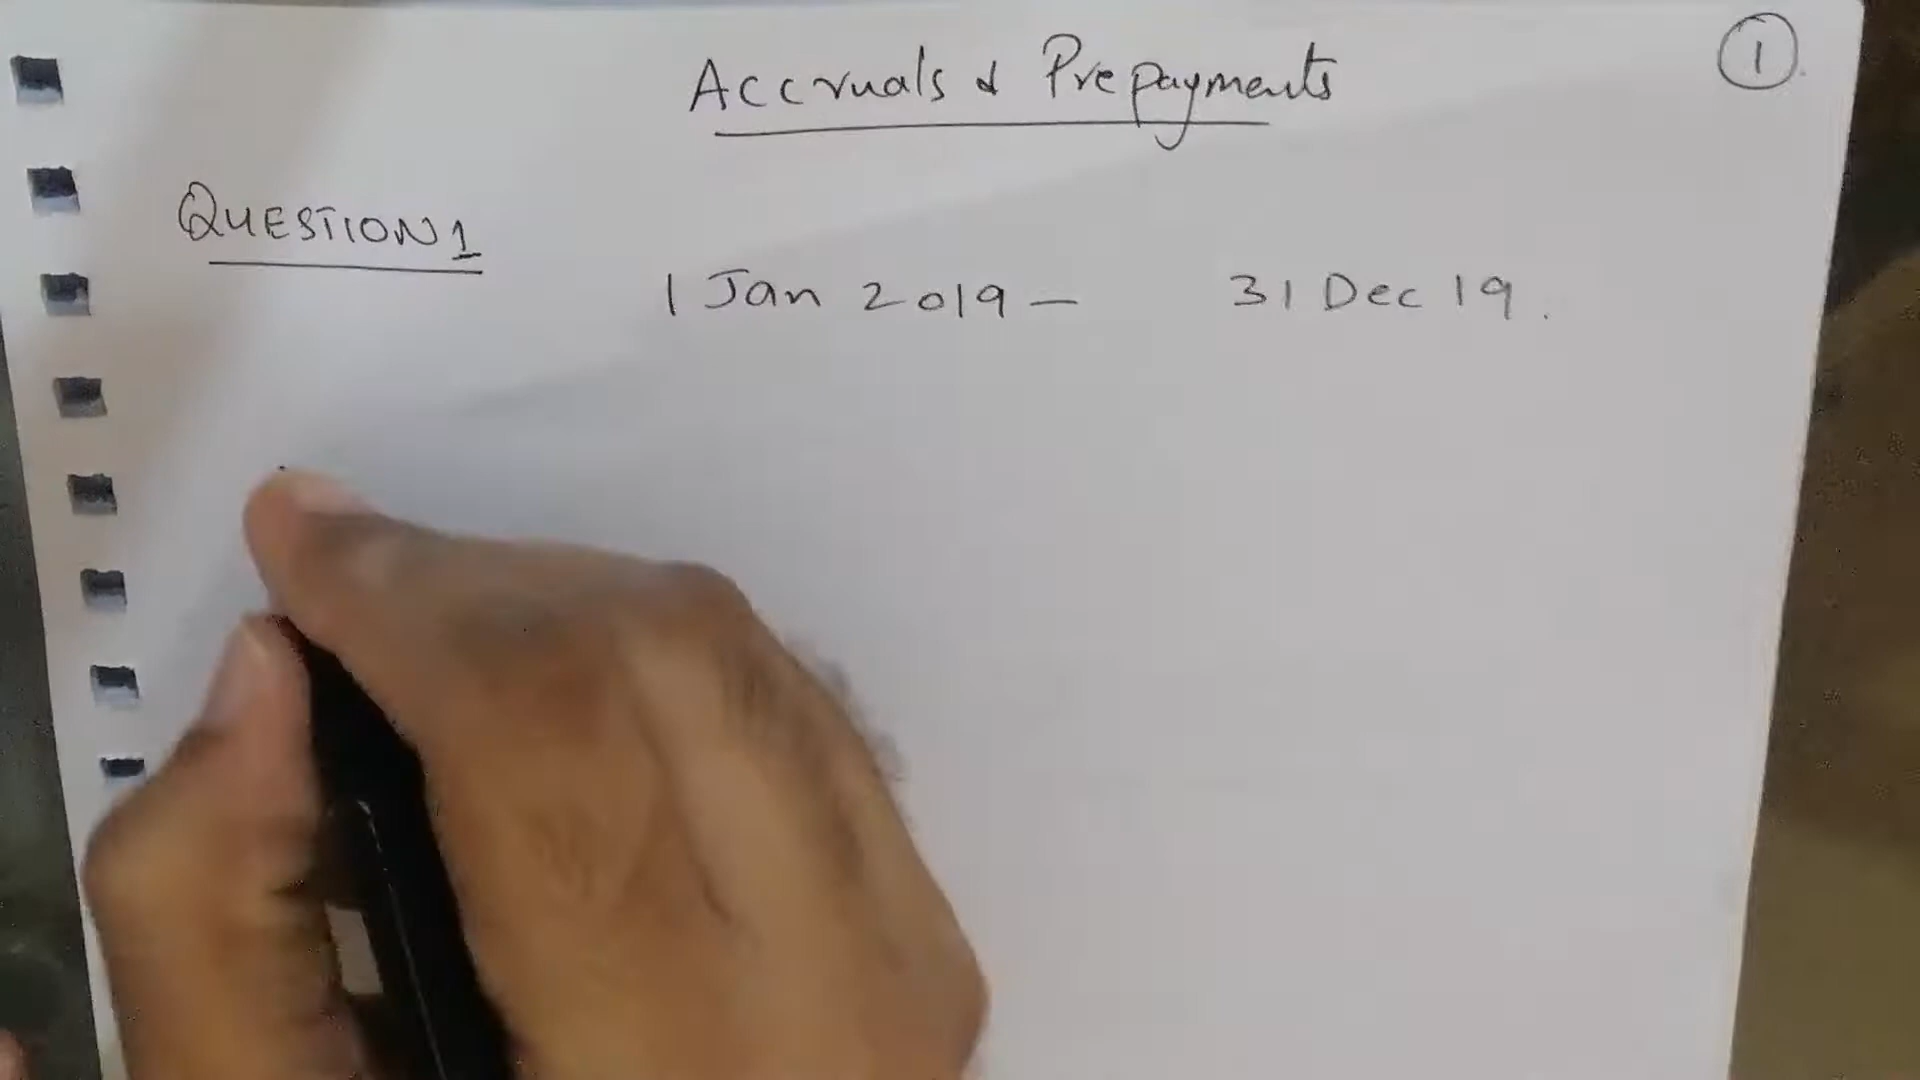 Accruals & Prepayments
1
QUESTION 1
1 Jan 2019 — 31 Dec 19.